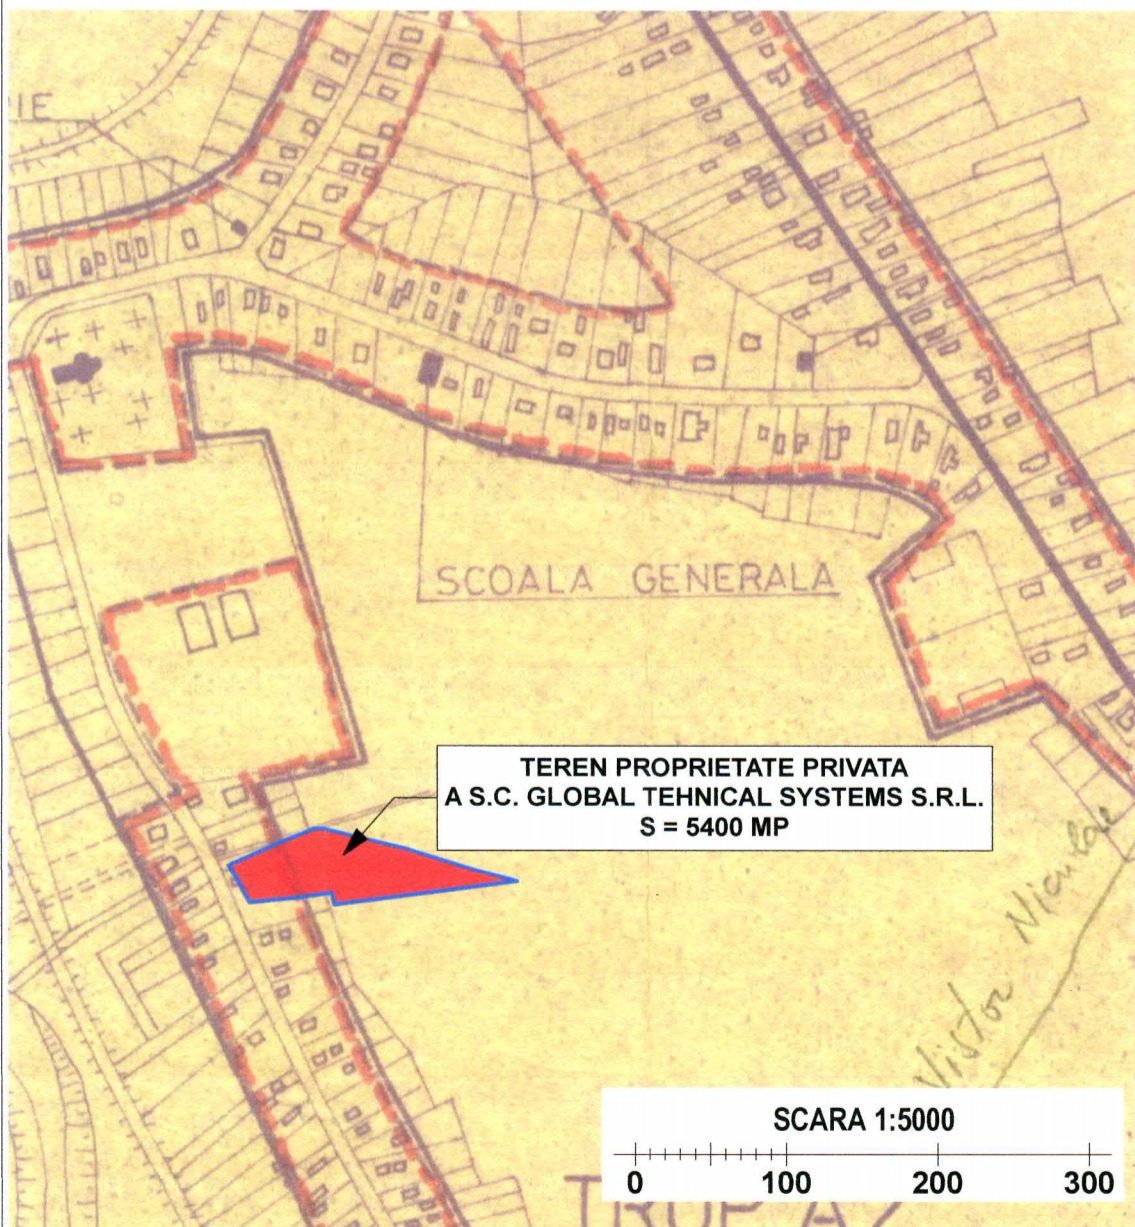 IE
SCOALA GENERALA
TEREN PROPRIETATE PRIVATA
A S.C. GLOBAL TEHNICAL SYSTEMS S.R.L.
S = 5400 MP
Nistor Niculae
SCARA 1:5000
0 100 200 300